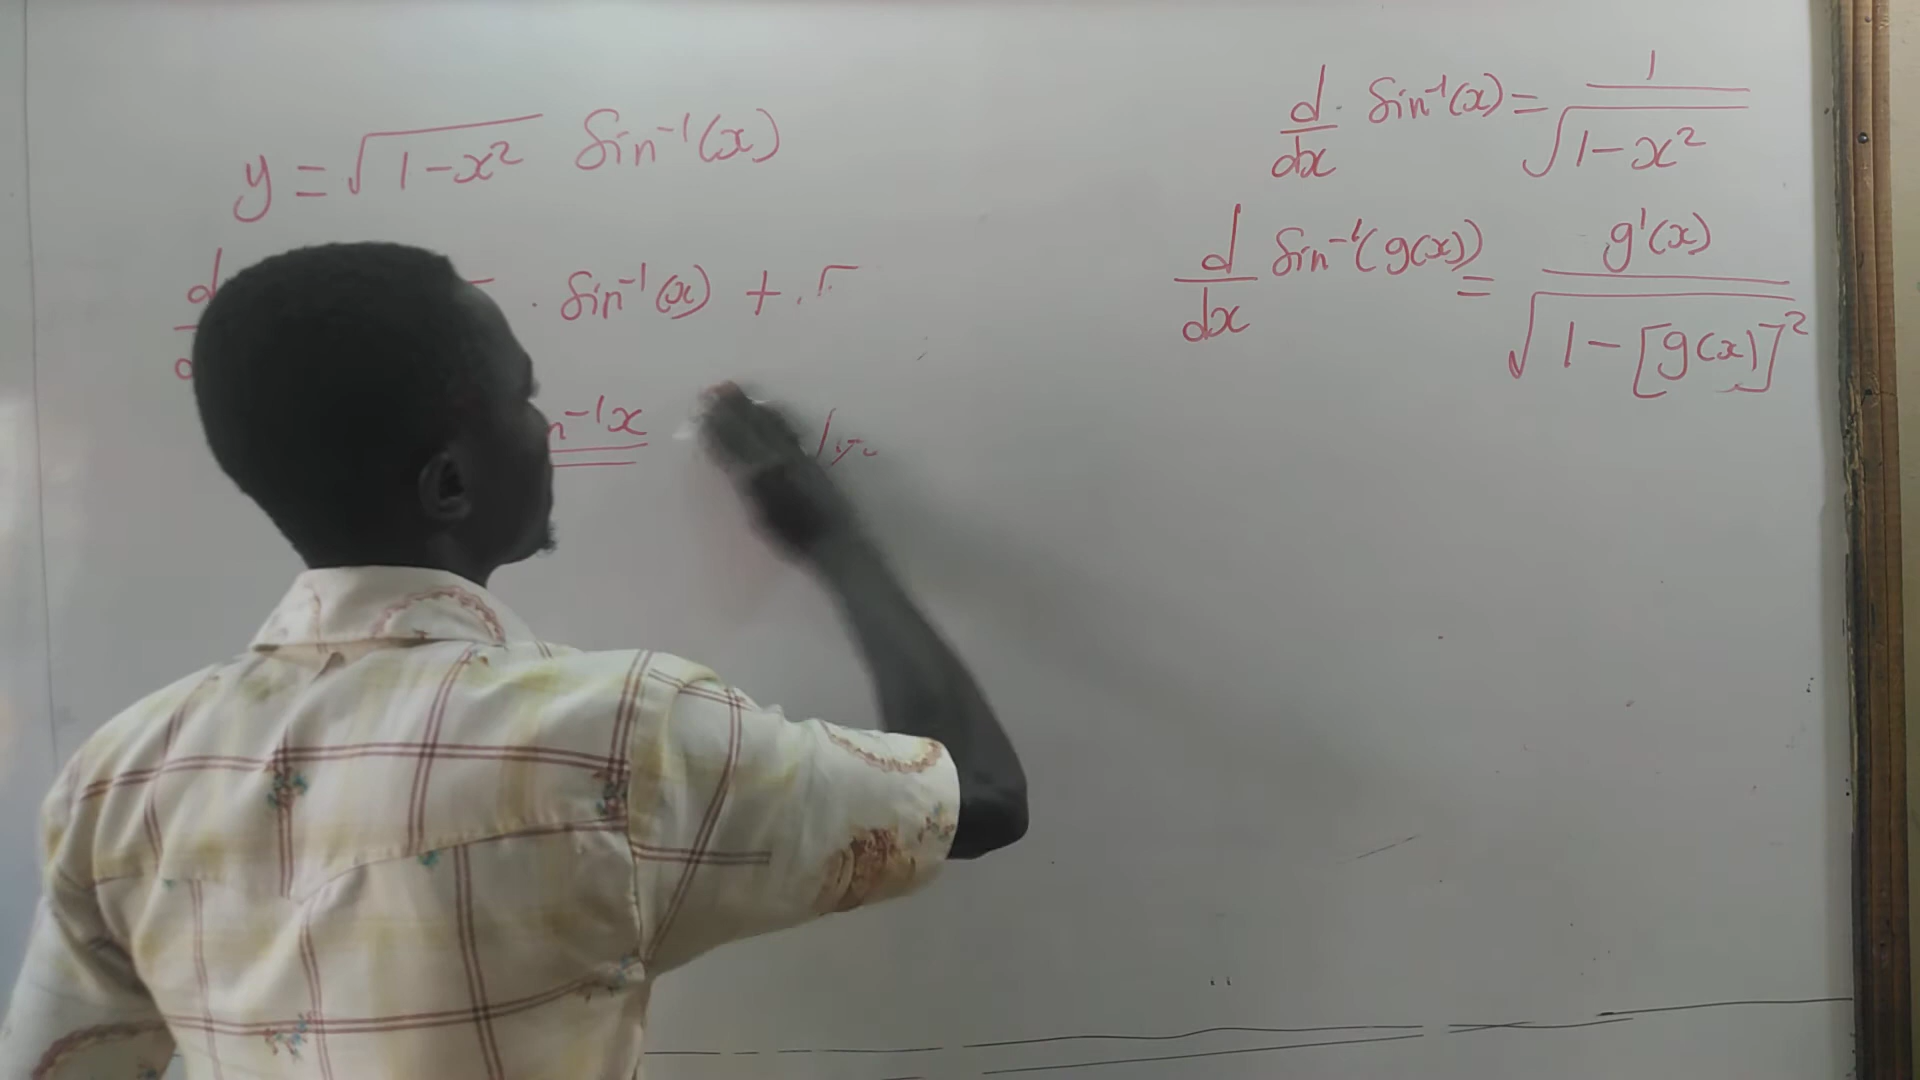 y = √1-x² Sin⁻¹(x)
d · Sin⁻¹(x) + .
n⁻¹x
d/dx Sin⁻¹(x) = 1/√1-x²
d/dx Sin⁻¹(g(x)) = g'(x)/√1-[g(x)]²